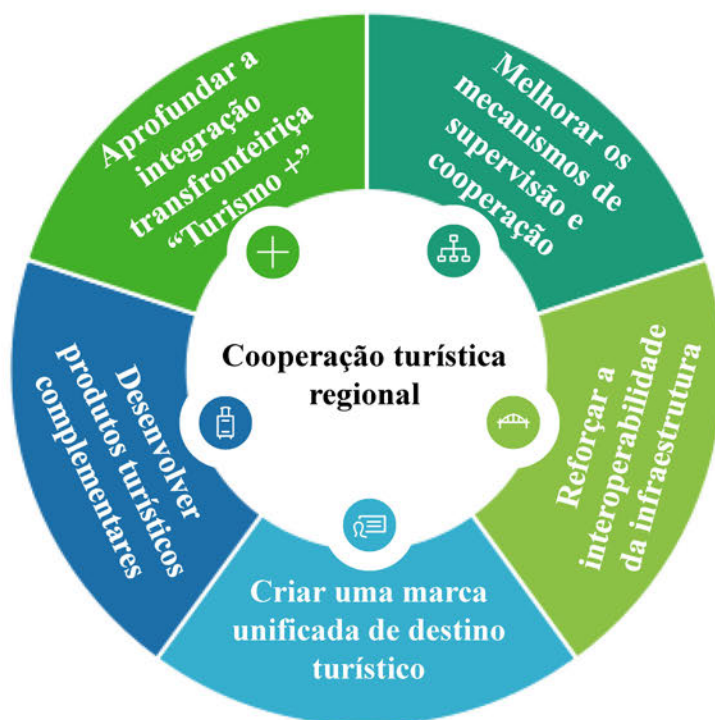 Aprofundar a
integração
transfronteiriça
“Turismo +”
Melhorar os
mecanismos de
supervisão e
cooperação
Cooperação turística
regional
Desenvolver
produtos turísticos
complementares
Reforçar a
interoperabilidade
da infraestrutura
Criar uma marca
unificada de destino
turístico